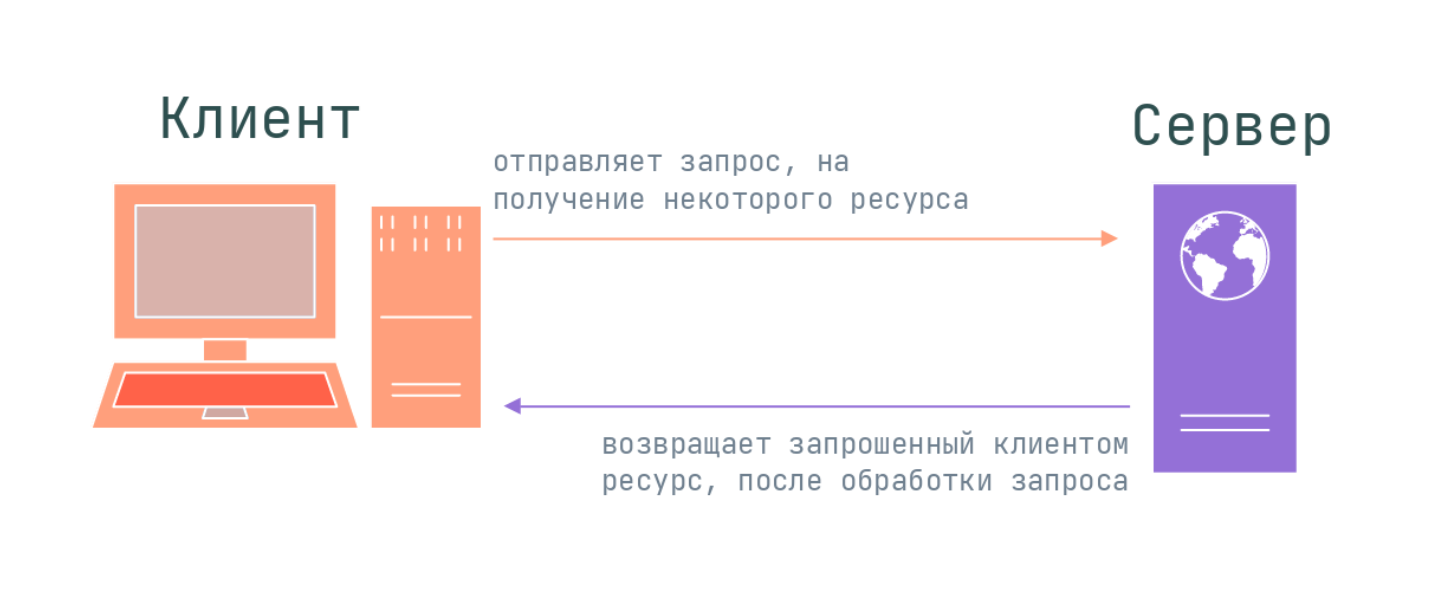 Клиент
Сервер
отправляет запрос, на
получение некоторого ресурса
возвращает запрошенный клиентом
ресурс, после обработки запроса